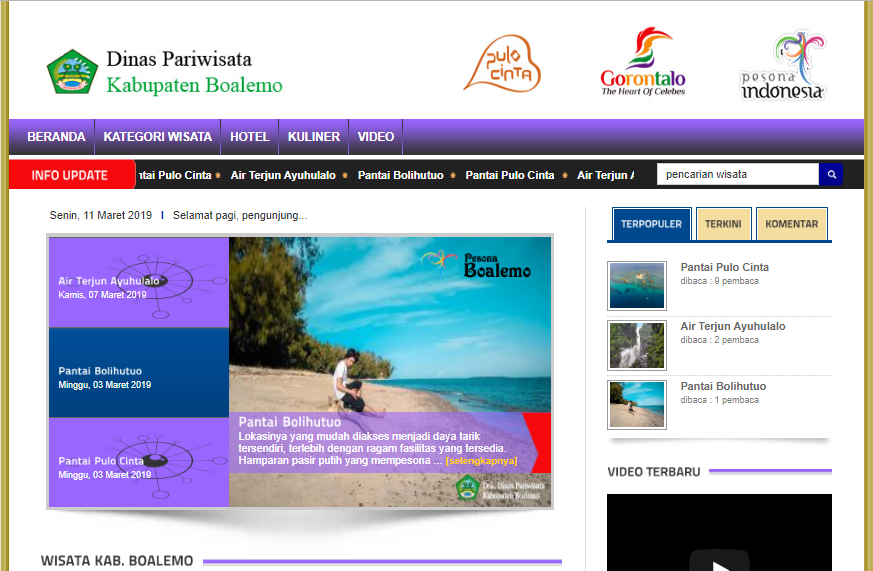 Dinas Pariwisata
Kabupaten Boalemo
PULO
CINTA
Gorontalo
The Heart Of Celebes
pesona
indonesia
BERANDA KATEGORI WISATA HOTEL KULINER VIDEO
INFO UPDATE
ntai Pulo Cinta Air Terjun Ayuhulalo Pantai Bolihutuo Pantai Pulo Cinta Air Terjun A
pencarian wisata
Senin, 11 Maret 2019 I Selamat pagi, pengunjung...
Air Terjun Ayuhulalo
Kamis, 07 Maret 2019
Pantai Bolihutuo
Minggu, 03 Maret 2019
Pantai Pulo Cinta
Minggu, 03 Maret 2019
Pesona
Boalemo
Pantai Bolihutuo
Lokasinya yang mudah diakses menjadi daya tarik
tersendiri, terlebih dengan ragam fasilitas yang tersedia.
Hamparan pasir putih yang mempesona ... [selengkapnya]
Dok. Dinas Pariwisata
Kabupaten Boalemo
TERPOPULER TERKINI KOMENTAR
Pantai Pulo Cinta
dibaca : 9 pembaca
Air Terjun Ayuhulalo
dibaca : 2 pembaca
Pantai Bolihutuo
dibaca : 1 pembaca
VIDEO TERBARU
WISATA KAB. BOALEMO